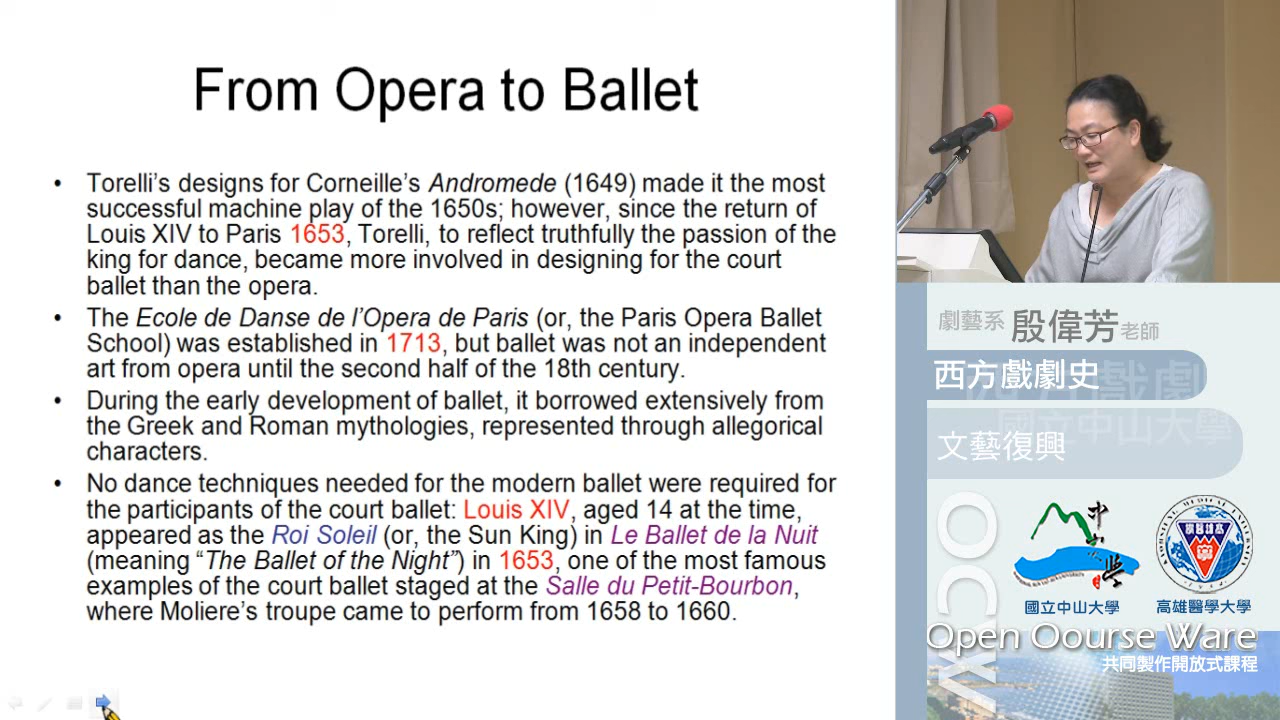 From Opera to Ballet
• Torelli's designs for Corneille's Andromede (1649) made it the most
successful machine play of the 1650s; however, since the return of
Louis XIV to Paris 1653, Torelli, to reflect truthfully the passion of the
king for dance, became more involved in designing for the court
ballet than the opera.
• The Ecole de Danse de l'Opera de Paris (or, the Paris Opera Ballet
School) was established in 1713, but ballet was not an independent
art from opera until the second half of the 18th century.
• During the early development of ballet, it borrowed extensively from
the Greek and Roman mythologies, represented through allegorical
characters.
• No dance techniques needed for the modern ballet were required for
the participants of the court ballet: Louis XIV, aged 14 at the time,
appeared as the Roi Soleil (or, the Sun King) in Le Ballet de la Nuit
(meaning "The Ballet of the Night") in 1653, one of the most famous
examples of the court ballet staged at the Salle du Petit-Bourbon,
where Moliere's troupe came to perform from 1658 to 1660.
劇藝系 殷偉芳老師
西方戲劇史
國立中山大學
文藝復興
OCW
中山大學
國立中山大學
高雄醫學大學
Open Oourse Ware
共同製作開放式課程